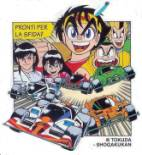 PRONTI PER
LA SFIDA?
© TOKUDA
- SHOGAKUKAN